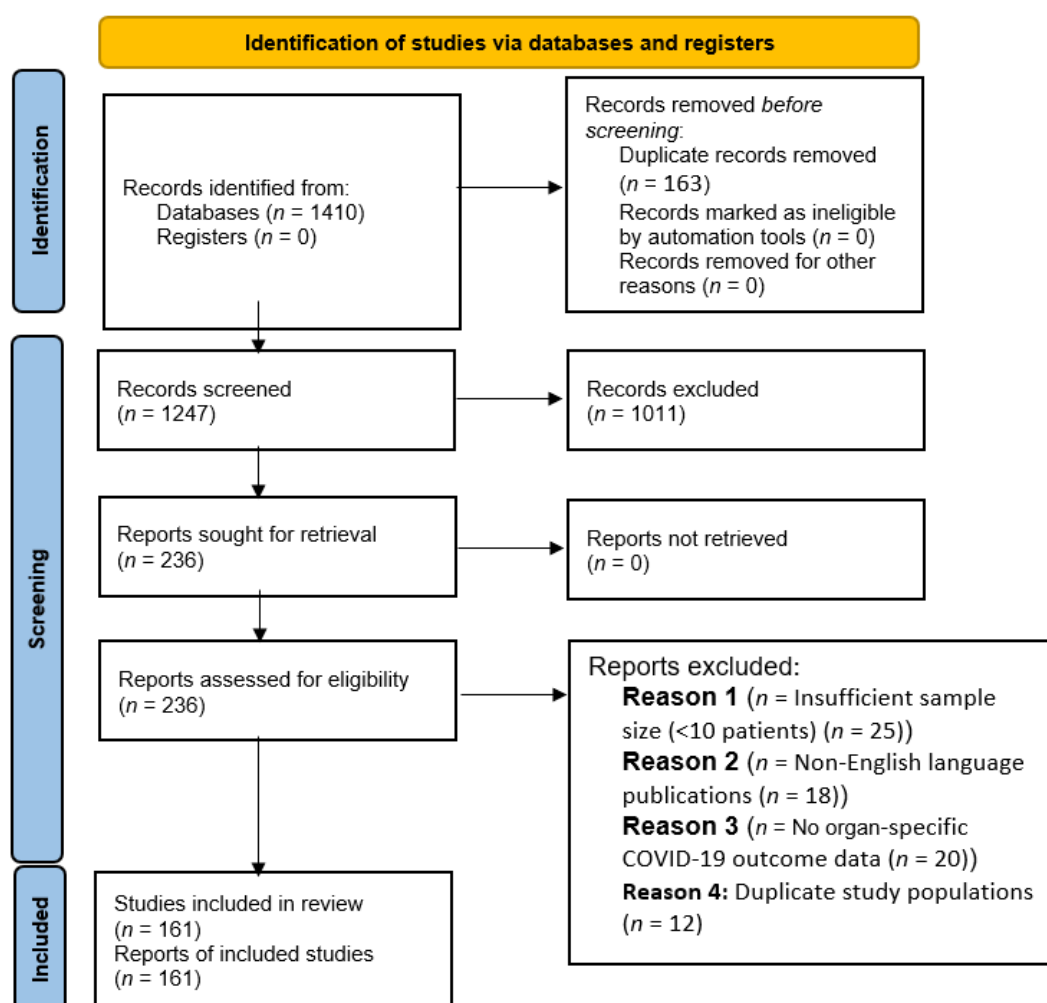 Identification of studies via databases and registers
Identification
Records identified from:
Databases (n = 1410)
Registers (n = 0)
Records removed before
screening:
Duplicate records removed
(n = 163)
Records marked as ineligible
by automation tools (n = 0)
Records removed for other
reasons (n = 0)
Screening
Records screened
(n = 1247)
Records excluded
(n = 1011)
Reports sought for retrieval
(n = 236)
Reports not retrieved
(n = 0)
Reports assessed for eligibility
(n = 236)
Reports excluded:
Reason 1 (n = Insufficient sample
size (<10 patients) (n = 25))
Reason 2 (n = Non-English language
publications (n = 18))
Reason 3 (n = No organ-specific
COVID-19 outcome data (n = 20))
Reason 4: Duplicate study populations
(n = 12)
Included
Studies included in review
(n = 161)
Reports of included studies
(n = 161)